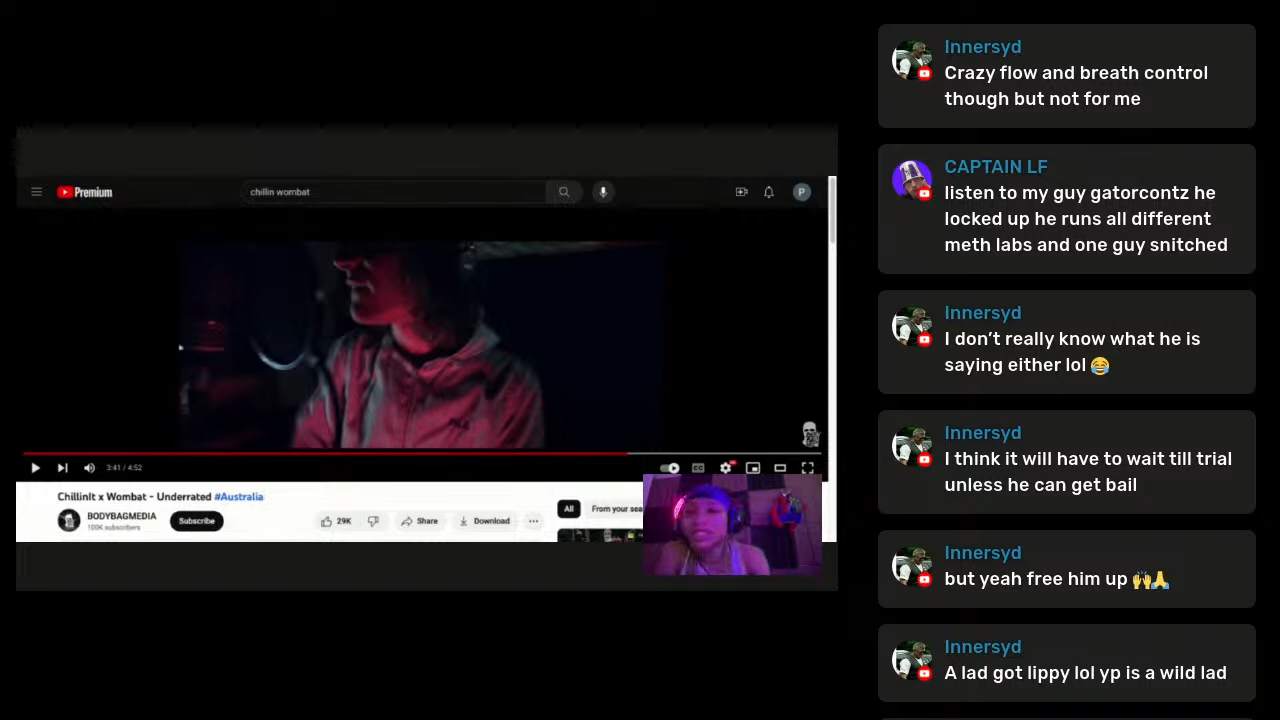 Premium
chillin wombat
P
3:41 / 4:52
ChillinIt x Wombat - Underrated #Australia
BODYBAGMEDIA
100K subscribers
Subscribe
29K
Share
Download
All
From your sea
Innersyd
Crazy flow and breath control
though but not for me
CAPTAIN LF
listen to my guy gatorcontz he
locked up he runs all different
meth labs and one guy snitched
Innersyd
I don’t really know what he is
saying either lol 😂
Innersyd
I think it will have to wait till trial
unless he can get bail
Innersyd
but yeah free him up 🙌🙏
Innersyd
A lad got lippy lol yp is a wild lad